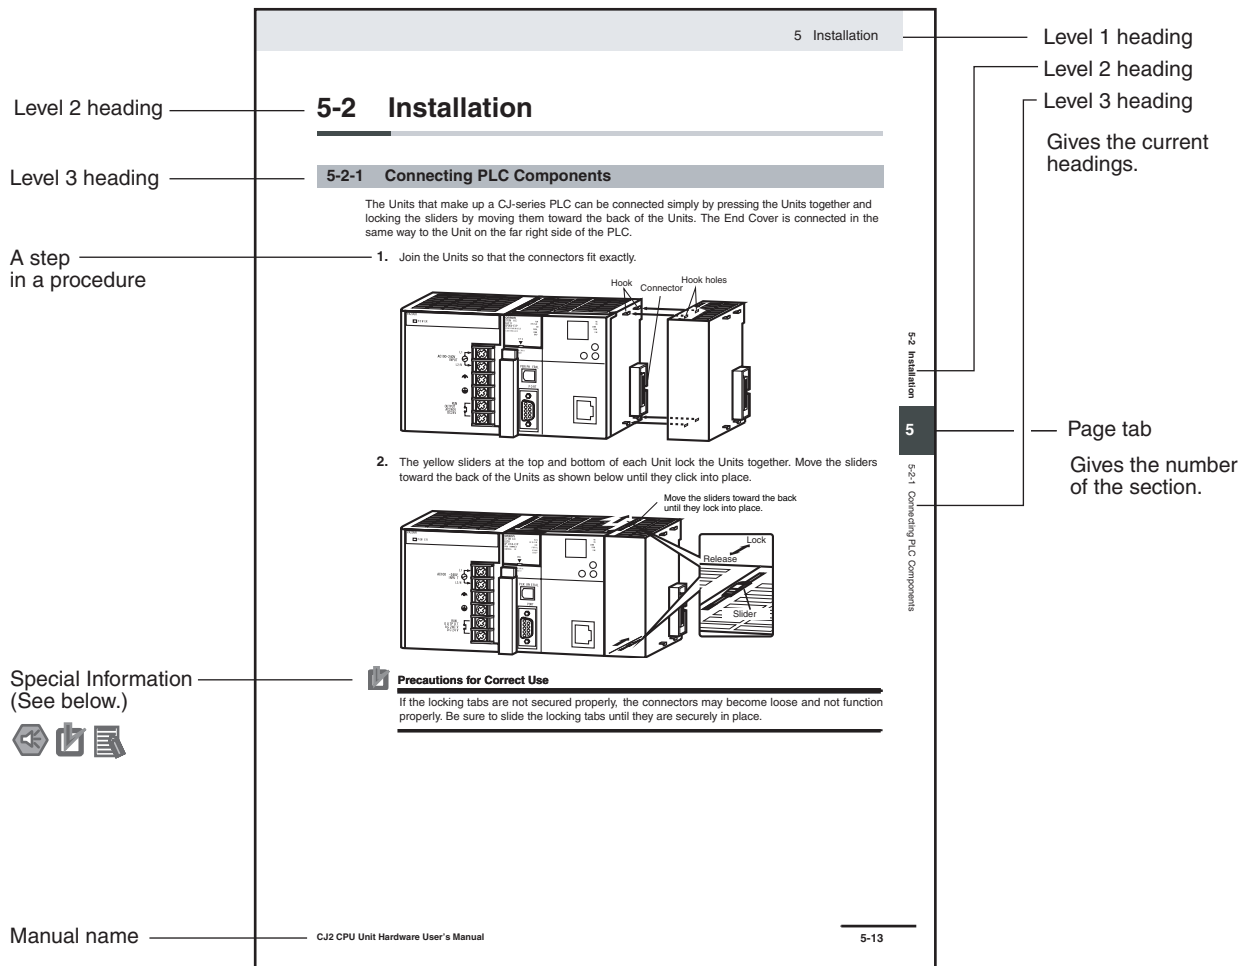 5 Installation
Level 1 heading
Level 2 heading
Level 3 heading
Gives the current
headings.
Level 2 heading
5-2 Installation
Level 3 heading
5-2-1 Connecting PLC Components
The Units that make up a CJ-series PLC can be connected simply by pressing the Units together and
locking the sliders by moving them toward the back of the Units. The End Cover is connected in the
same way to the Unit on the far right side of the PLC.
A step
in a procedure
1. Join the Units so that the connectors fit exactly.
Hook
Connector
Hook holes
5-2 Installation
5
Page tab
Gives the number
of the section.
5-2-1 Connecting PLC Components
2. The yellow sliders at the top and bottom of each Unit lock the Units together. Move the sliders
toward the back of the Units as shown below until they click into place.
Move the sliders toward the back
until they lock into place.
Lock
Release
Slider
Special Information
(See below.)
Precautions for Correct Use
If the locking tabs are not secured properly, the connectors may become loose and not function
properly. Be sure to slide the locking tabs until they are securely in place.
Manual name
CJ2 CPU Unit Hardware User's Manual
5-13